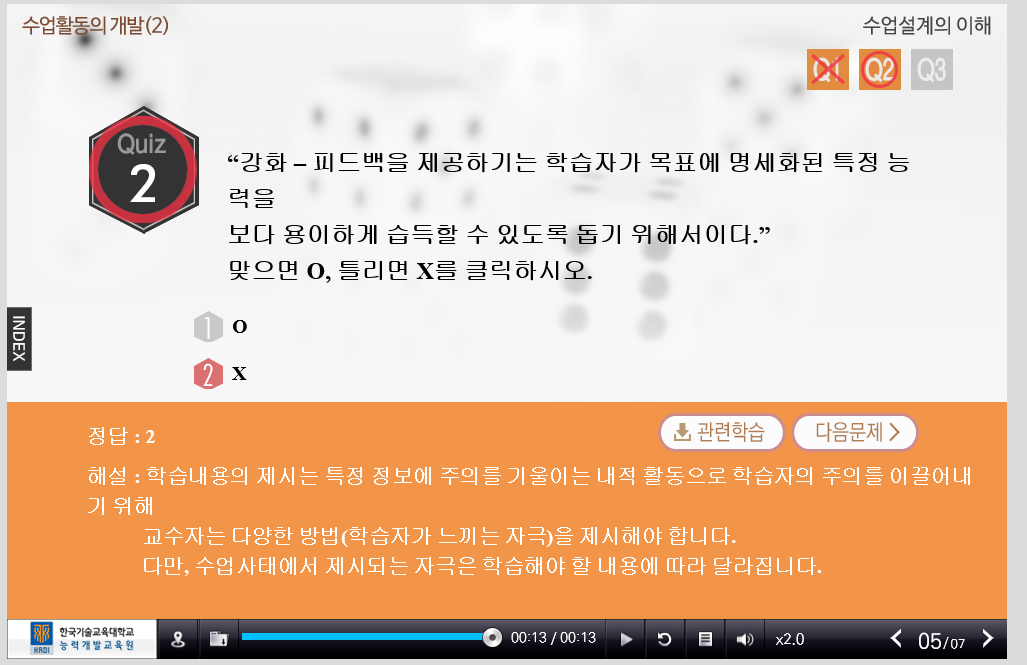 수업활동의 개발(2)
수업설계의 이해
Q1 Q2 Q3
Quiz
2
“강화 – 피드백을 제공하기는 학습자가 목표에 명세화된 특정 능
력을
보다 용이하게 습득할 수 있도록 돕기 위해서이다.”
맞으면 O, 틀리면 X를 클릭하시오.
1 O
2 X
INDEX
정답 : 2
관련학습
다음문제
해설 : 학습내용의 제시는 특정 정보에 주의를 기울이는 내적 활동으로 학습자의 주의를 이끌어내
기 위해
교수자는 다양한 방법(학습자가 느끼는 자극)을 제시해야 합니다.
다만, 수업사태에서 제시되는 자극은 학습해야 할 내용에 따라 달라집니다.
HRDI
한국기술교육대학교
능력개발교육원
00:13 / 00:13
x2.0
05/07